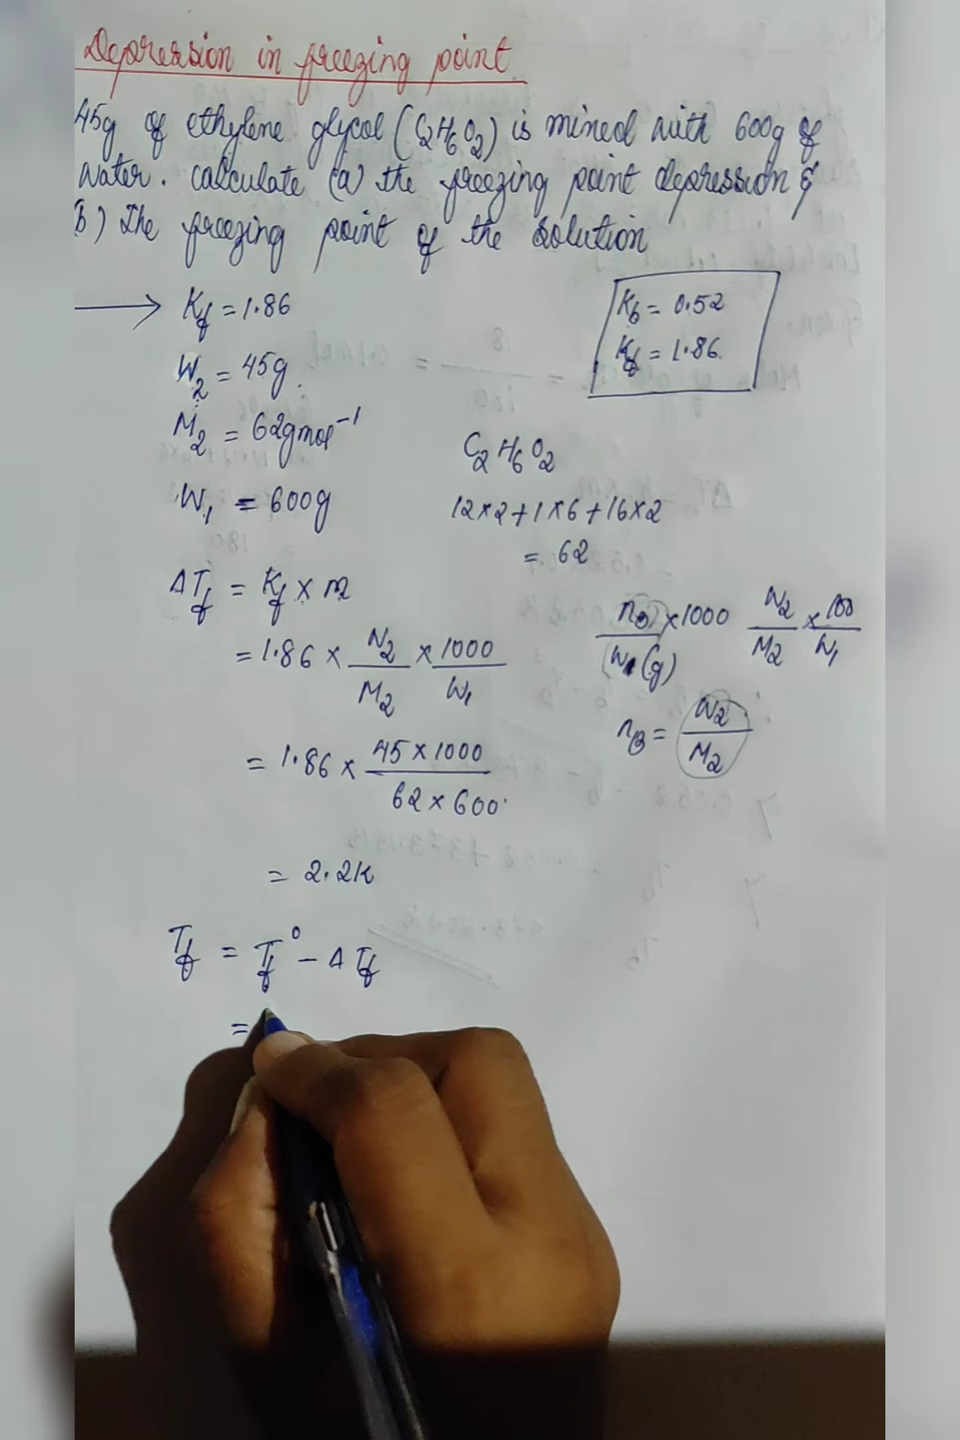 Depression in freezing point
45g of ethylene glycol (C2H6O2) is mixed with 600g of
water. calculate (a) the freezing point depression &
b) The freezing point of the solution
→ Kf = 1.86
Kb = 0.52
Kf = 1.86.
W2 = 45g.
M2 = 62gmol⁻¹
W1 = 600g
C2H6O2
12×2+1×6+16×2
= 62
ΔTf = Kf × m
= 1.86 × W2/M2 × 1000/W1
= 1.86 × 45×1000/62×600
= 2.2K
nB/W1(g) ×1000
W2/M2 × 100/W1
nB = W2/M2
Tf = Tf° − ΔTf
=